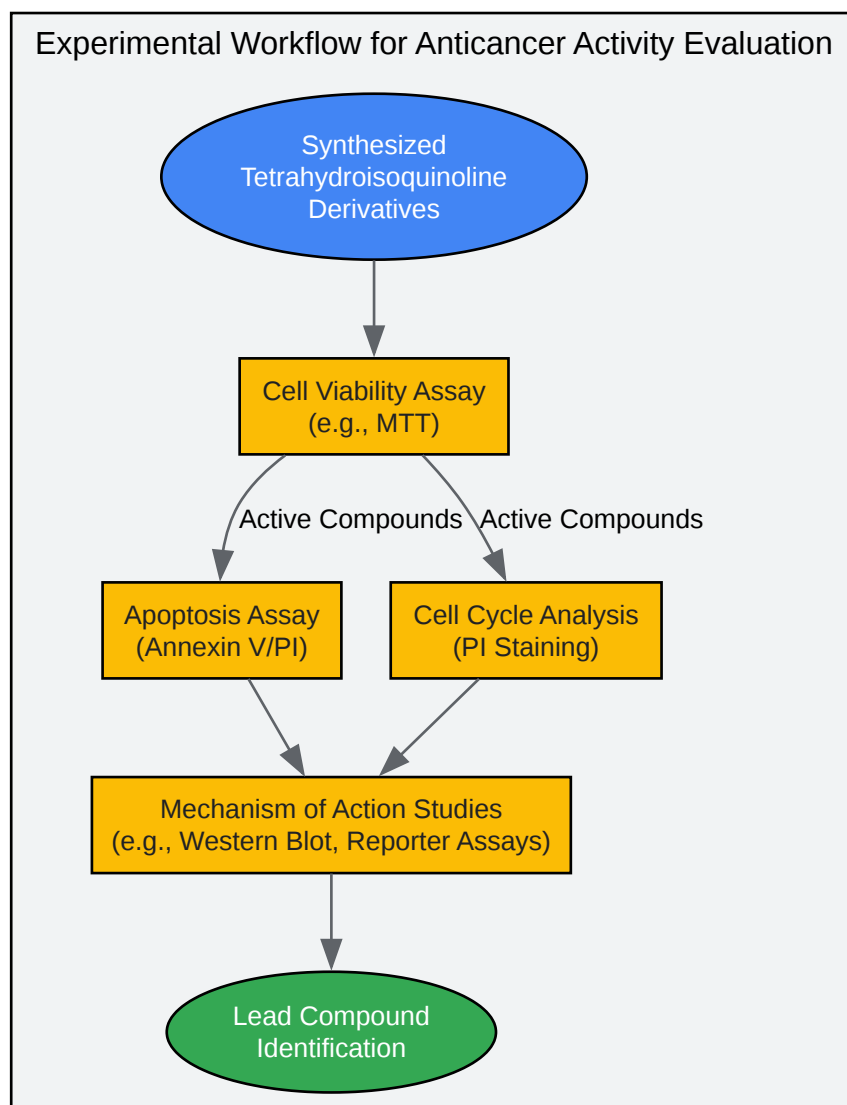 Experimental Workflow for Anticancer Activity Evaluation
Synthesized
Tetrahydroisoquinoline
Derivatives
Cell Viability Assay
(e.g., MTT)
Active Compounds
Active Compounds
Apoptosis Assay
(Annexin V/PI)
Cell Cycle Analysis
(PI Staining)
Mechanism of Action Studies
(e.g., Western Blot, Reporter Assays)
Lead Compound
Identification